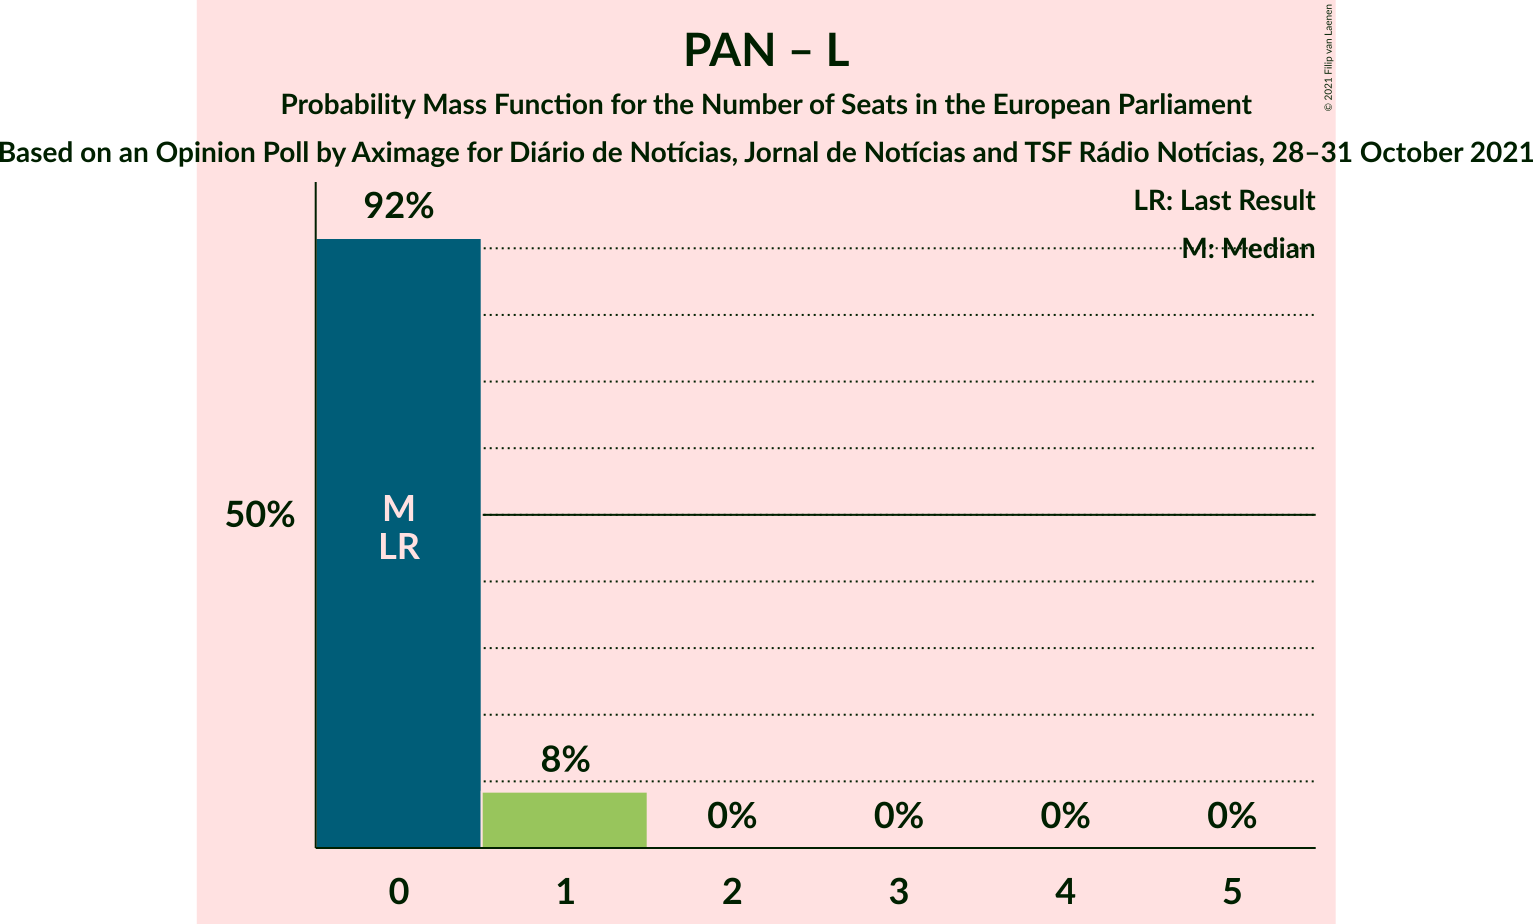 PAN – L
Probability Mass Function for the Number of Seats in the European Parliament
Based on an Opinion Poll by Aximage for Diário de Notícias, Jornal de Notícias and TSF Rádio Notícias, 28–31 October 2021
© 2021 Filip van Laenen
LR: Last Result
M: Median
92%
50%
M
LR
8%
0% 0% 0% 0%
0 1 2 3 4 5